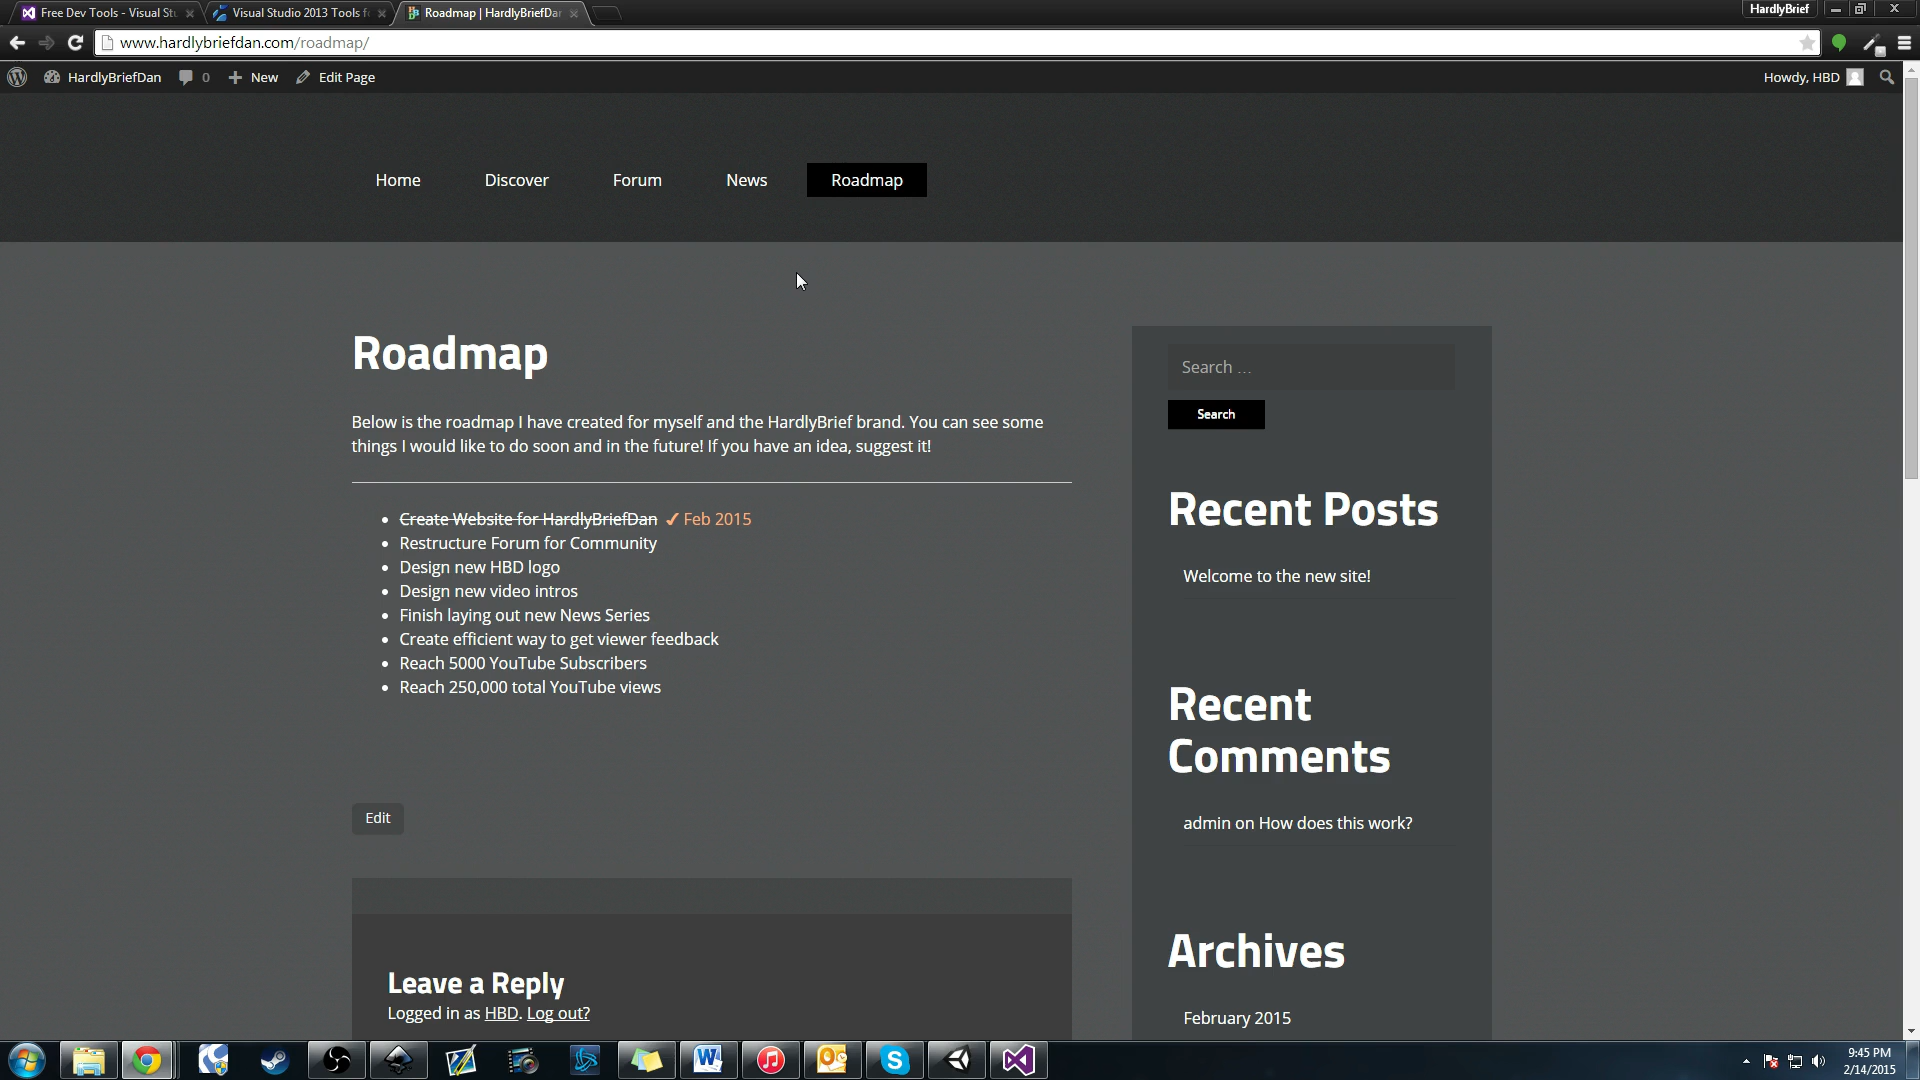 Free Dev Tools - Visual Stu
Visual Studio 2013 Tools f
Roadmap | HardlyBriefDan
HardlyBrief
www.hardlybriefdan.com/roadmap/
HardlyBriefDan
0
New
Edit Page
Howdy, HBD
Home
Discover
Forum
News
Roadmap
Roadmap
Below is the roadmap I have created for myself and the HardlyBrief brand. You can see some
things I would like to do soon and in the future! If you have an idea, suggest it!
Create Website for HardlyBriefDan ✓ Feb 2015
Restructure Forum for Community
Design new HBD logo
Design new video intros
Finish laying out new News Series
Create efficient way to get viewer feedback
Reach 5000 YouTube Subscribers
Reach 250,000 total YouTube views
Edit
Leave a Reply
Logged in as HBD. Log out?
Search …
Search
Recent Posts
Welcome to the new site!
Recent
Comments
admin on How does this work?
Archives
February 2015
9:45 PM
2/14/2015